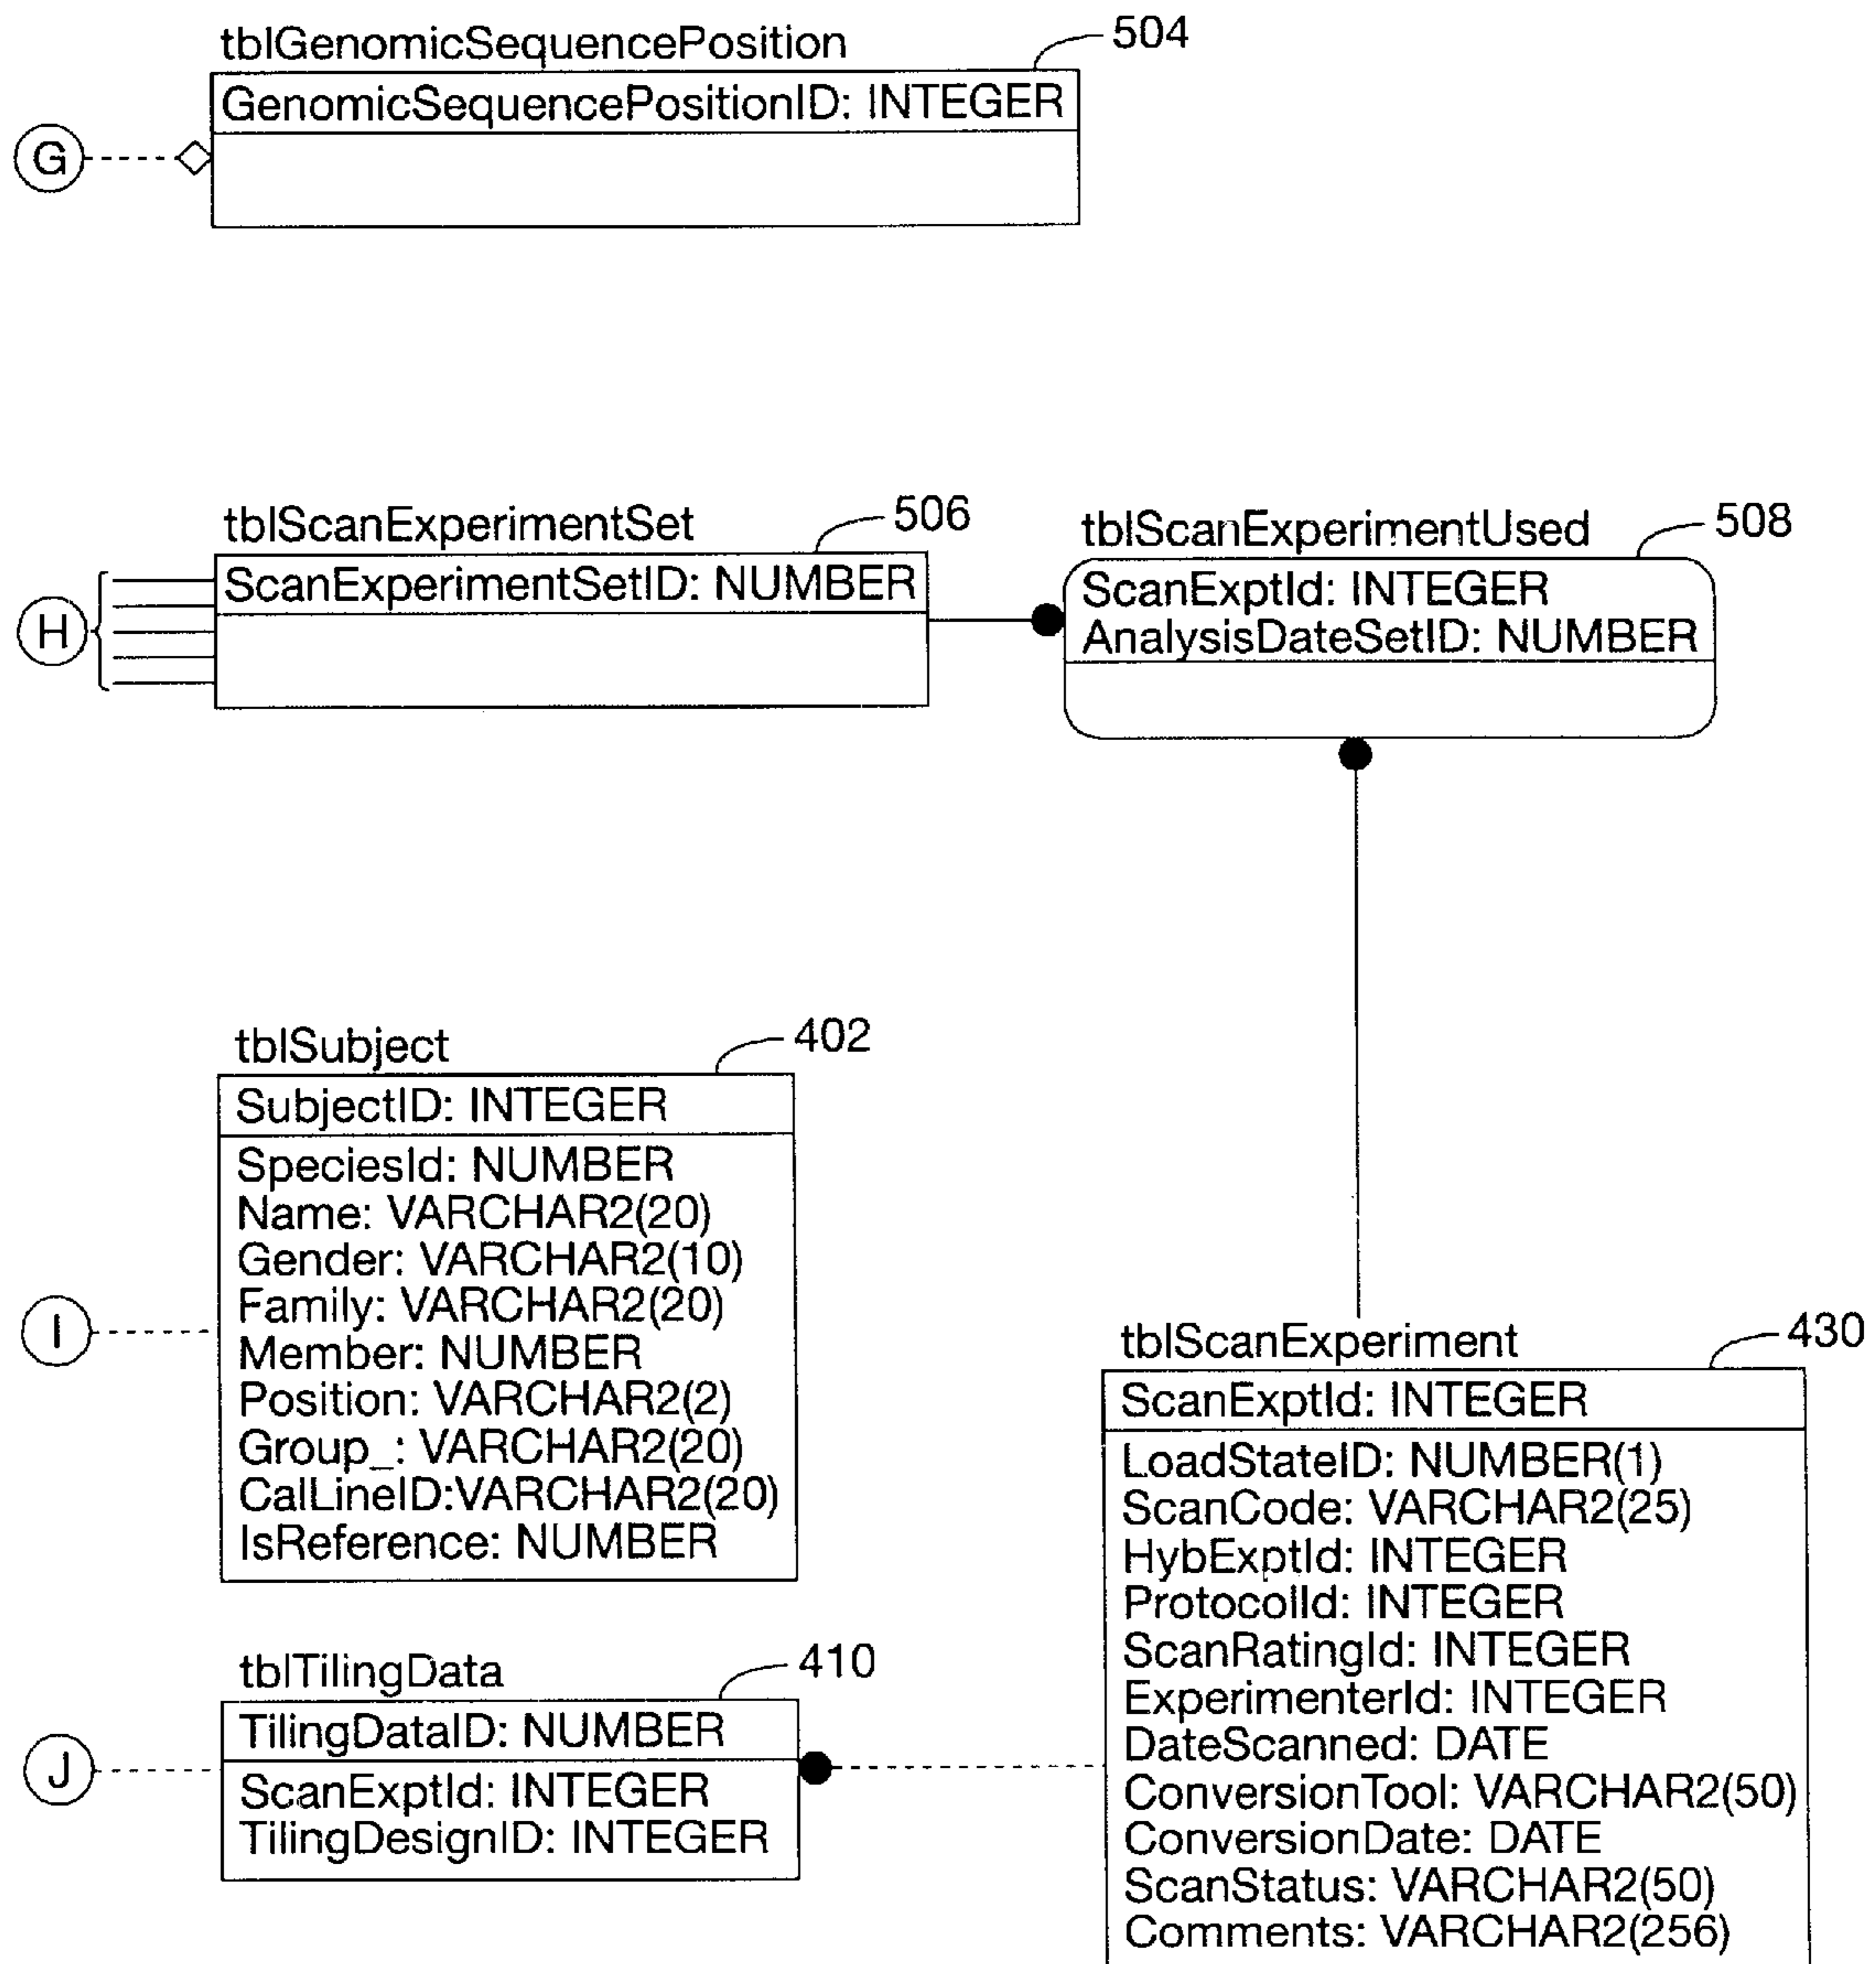 tblGenomicSequencePosition
504
GenomicSequencePositionID: INTEGER
G
tblScanExperimentSet
506
ScanExperimentSetID: NUMBER
H
tblScanExperimentUsed
508
ScanExptId: INTEGER
AnalysisDateSetID: NUMBER
tblSubject
402
SubjectID: INTEGER
SpeciesId: NUMBER
Name: VARCHAR2(20)
Gender: VARCHAR2(10)
Family: VARCHAR2(20)
Member: NUMBER
Position: VARCHAR2(2)
Group_: VARCHAR2(20)
CalLineID:VARCHAR2(20)
IsReference: NUMBER
I
tblTilingData
410
TilingDataID: NUMBER
ScanExptId: INTEGER
TilingDesignID: INTEGER
J
tblScanExperiment
430
ScanExptId: INTEGER
LoadStateID: NUMBER(1)
ScanCode: VARCHAR2(25)
HybExptId: INTEGER
ProtocolId: INTEGER
ScanRatingId: INTEGER
ExperimenterId: INTEGER
DateScanned: DATE
ConversionTool: VARCHAR2(50)
ConversionDate: DATE
ScanStatus: VARCHAR2(50)
Comments: VARCHAR2(256)